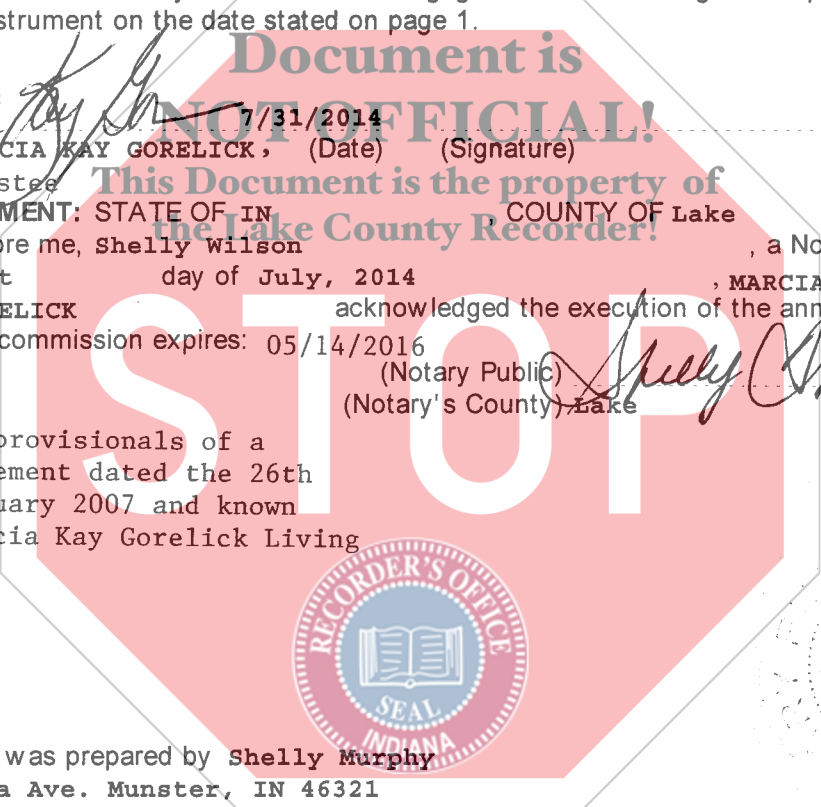 strument on the date stated on page 1.
Document is
NOT OFFICIAL!
Kay
7/31/2014
CIA KAY GORELICK, (Date) (Signature)
stee
This Document is the property of
MENT: STATE OF IN , COUNTY OF Lake
the Lake County Recorder!
ore me, Shelly Wilson , a No
t day of July, 2014 , MARCIA
ELICK acknowledged the execution of the ann
commission expires: 05/14/2016
(Notary Public) Shelly
(Notary's County) Lake
STOP
provisionals of a
ement dated the 26th
uary 2007 and known
cia Kay Gorelick Living
RECORDER'S OFFICE
SEAL
INDIANA
was prepared by Shelly Murphy
a Ave. Munster, IN 46321